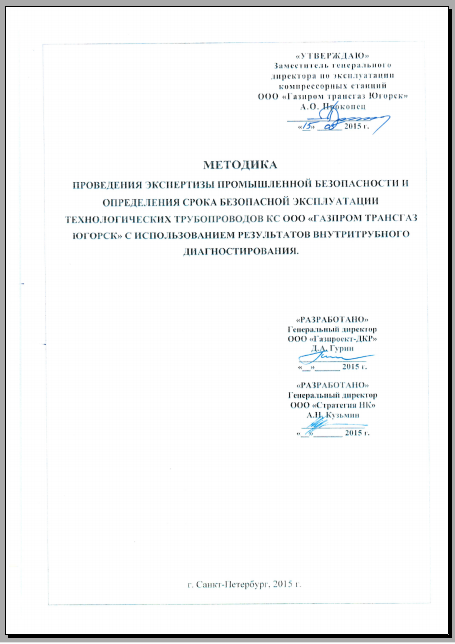 «УТВЕРЖДАЮ»
Заместитель генерального
директора по эксплуатации
компрессорных станций
ООО «Газпром трансгаз Югорск»
А.О. Прокопец
«15» 2015 г.
МЕТОДИКА
ПРОВЕДЕНИЯ ЭКСПЕРТИЗЫ ПРОМЫШЛЕННОЙ БЕЗОПАСНОСТИ И
ОПРЕДЕЛЕНИЯ СРОКА БЕЗОПАСНОЙ ЭКСПЛУАТАЦИИ
ТЕХНОЛОГИЧЕСКИХ ТРУБОПРОВОДОВ КС ООО «ГАЗПРОМ ТРАНСГАЗ
ЮГОРСК» С ИСПОЛЬЗОВАНИЕМ РЕЗУЛЬТАТОВ ВНУТРИТРУБНОГО
ДИАГНОСТИРОВАНИЯ.
«РАЗРАБОТАНО»
Генеральный директор
ООО «Газпроект-ДКР»
Д.А. Гурин
«__»______ 2015 г.
«РАЗРАБОТАНО»
Генеральный директор
ООО «Стратегия НК»
А.Н. Кузьмин
«__»______ 2015 г.
г. Санкт-Петербург, 2015 г.